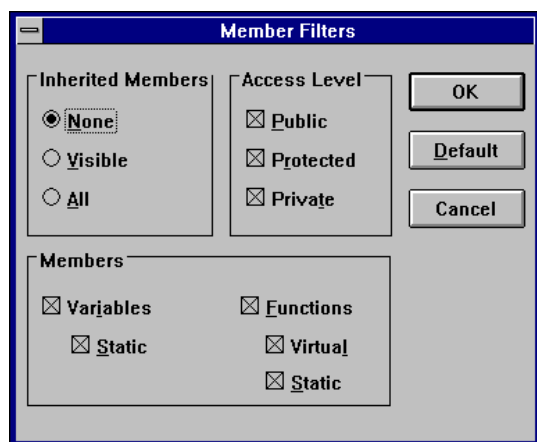 Member Filters
Inherited Members
None
Visible
All
Access Level
Public
Protected
Private
OK
Default
Cancel
Members
Variables
Static
Functions
Virtual
Static